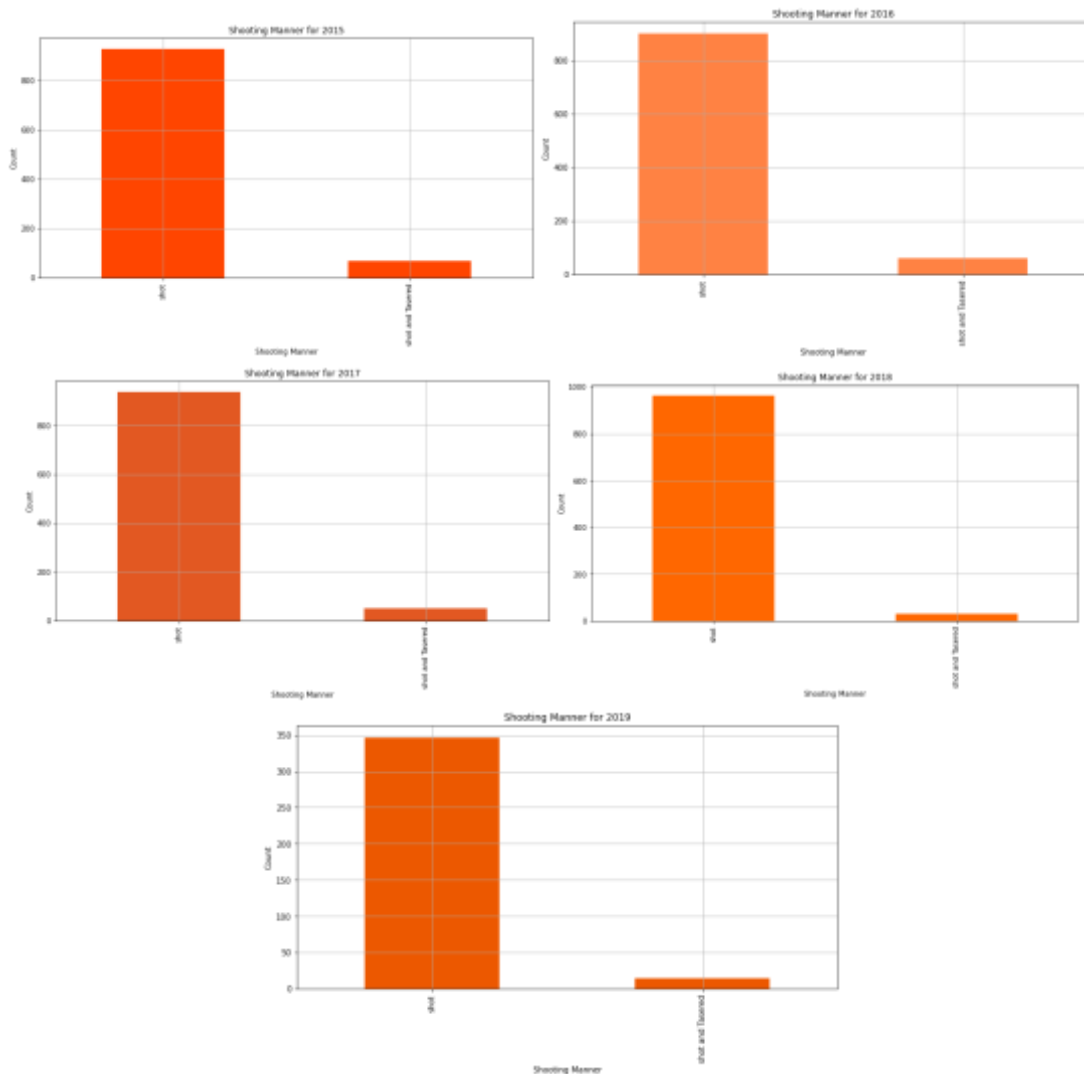 Shooting Manner for 2015
800
600
400
200
0
Count
shot
shot and Tasered
Shooting Manner
Shooting Manner for 2016
800
600
400
200
0
Count
shot
shot and Tasered
Shooting Manner
Shooting Manner for 2017
800
600
400
200
0
Count
shot
shot and Tasered
Shooting Manner
Shooting Manner for 2018
1000
800
600
400
200
0
Count
shot
shot and Tasered
Shooting Manner
Shooting Manner for 2019
350
300
250
200
150
100
50
0
Count
shot
shot and Tasered
Shooting Manner